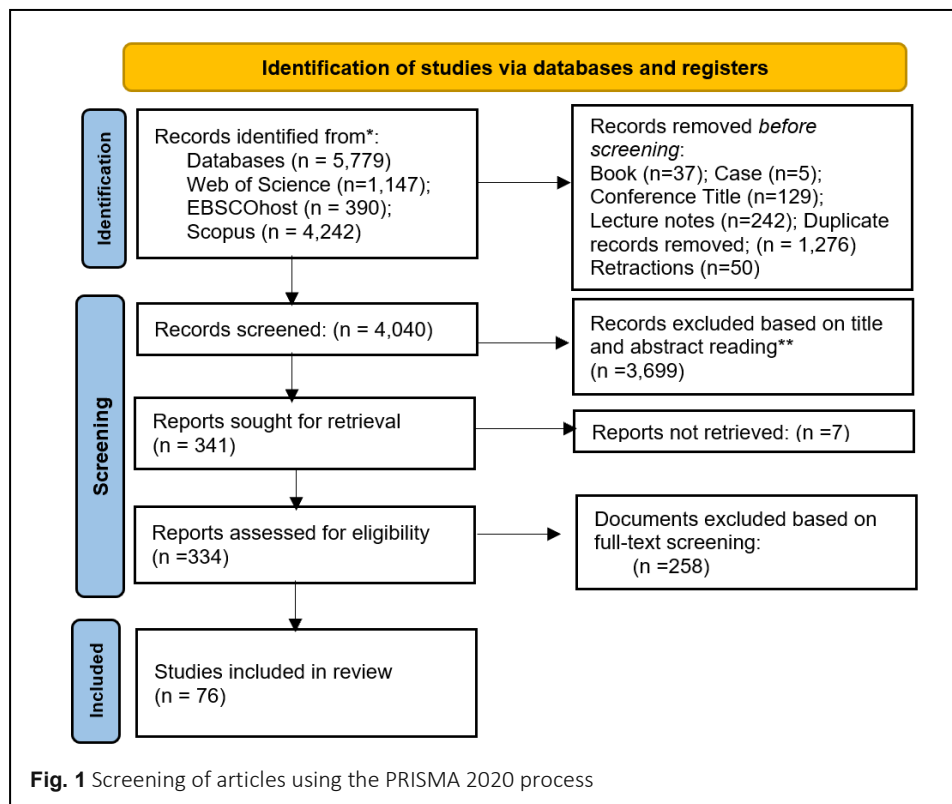 Identification of studies via databases and registers
Identification
Records identified from*:
Databases (n = 5,779)
Web of Science (n=1,147);
EBSCOhost (n = 390);
Scopus (n = 4,242)
Records removed before
screening:
Book (n=37); Case (n=5);
Conference Title (n=129);
Lecture notes (n=242); Duplicate
records removed; (n = 1,276)
Retractions (n=50)
Screening
Records screened: (n = 4,040)
Records excluded based on title
and abstract reading**
(n =3,699)
Reports sought for retrieval
(n = 341)
Reports not retrieved: (n =7)
Reports assessed for eligibility
(n =334)
Documents excluded based on
full-text screening:
(n =258)
Included
Studies included in review
(n = 76)
Fig. 1 Screening of articles using the PRISMA 2020 process